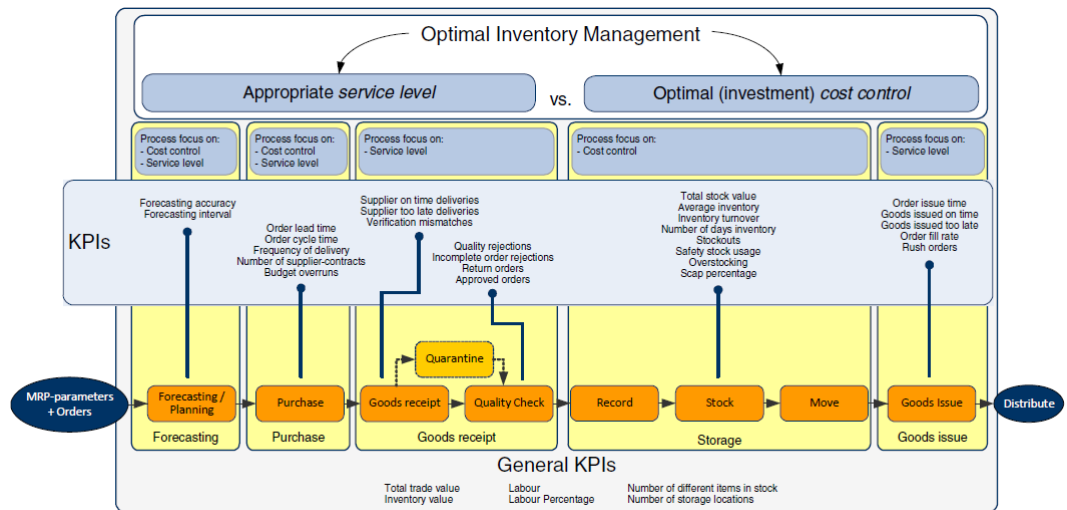 Optimal Inventory Management
Appropriate service level
vs.
Optimal (investment) cost control
Process focus on:
- Cost control
- Service level
Process focus on:
- Cost control
- Service level
Process focus on:
- Service level
Process focus on:
- Cost control
Process focus on:
- Service level
KPIs
Forecasting accuracy
Forecasting interval
Order lead time
Order cycle time
Frequency of delivery
Number of supplier-contracts
Budget overruns
Supplier on time deliveries
Supplier too late deliveries
Verification mismatches
Quality rejections
Incomplete order rejections
Return orders
Approved orders
Total stock value
Average inventory
Inventory turnover
Number of days inventory
Stockouts
Safety stock usage
Overstocking
Scap percentage
Order issue time
Goods issued on time
Goods issued too late
Order fill rate
Rush orders
MRP-parameters
+ Orders
Forecasting /
Planning
Purchase
Goods receipt
Quarantine
Quality Check
Record
Stock
Move
Goods Issue
Distribute
Forecasting
Purchase
Goods receipt
Storage
Goods issue
General KPIs
Total trade value
Inventory value
Labour
Labour Percentage
Number of different items in stock
Number of storage locations